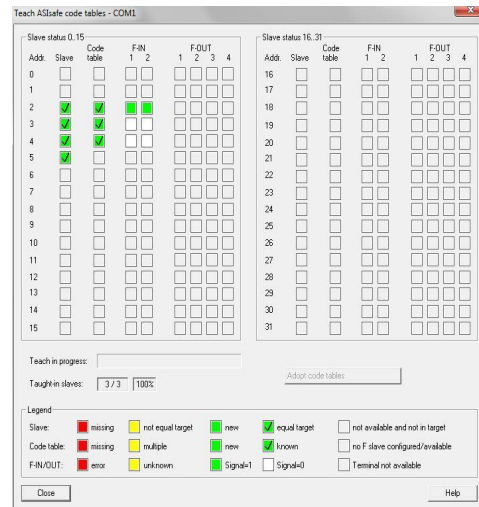 Teach ASIsafe code tables - COM1
Slave status 0..15
Code F-IN F-OUT
Addr. Slave table 1 2 1 2 3 4
0
1
2
3
4
5
6
7
8
9
10
11
12
13
14
15
Slave status 16..31
Code F-IN F-OUT
Addr. Slave table 1 2 1 2 3 4
16
17
18
19
20
21
22
23
24
25
26
27
28
29
30
31
Teach in progress:
Taught-in slaves: 3 / 3 100%
Adopt code tables
Legend
Slave: missing not equal target new equal target not available and not in target
Code table: missing multiple new known no F slave configured/available
F-IN/OUT: error unknown Signal=1 Signal=0 Terminal not available
Close Help